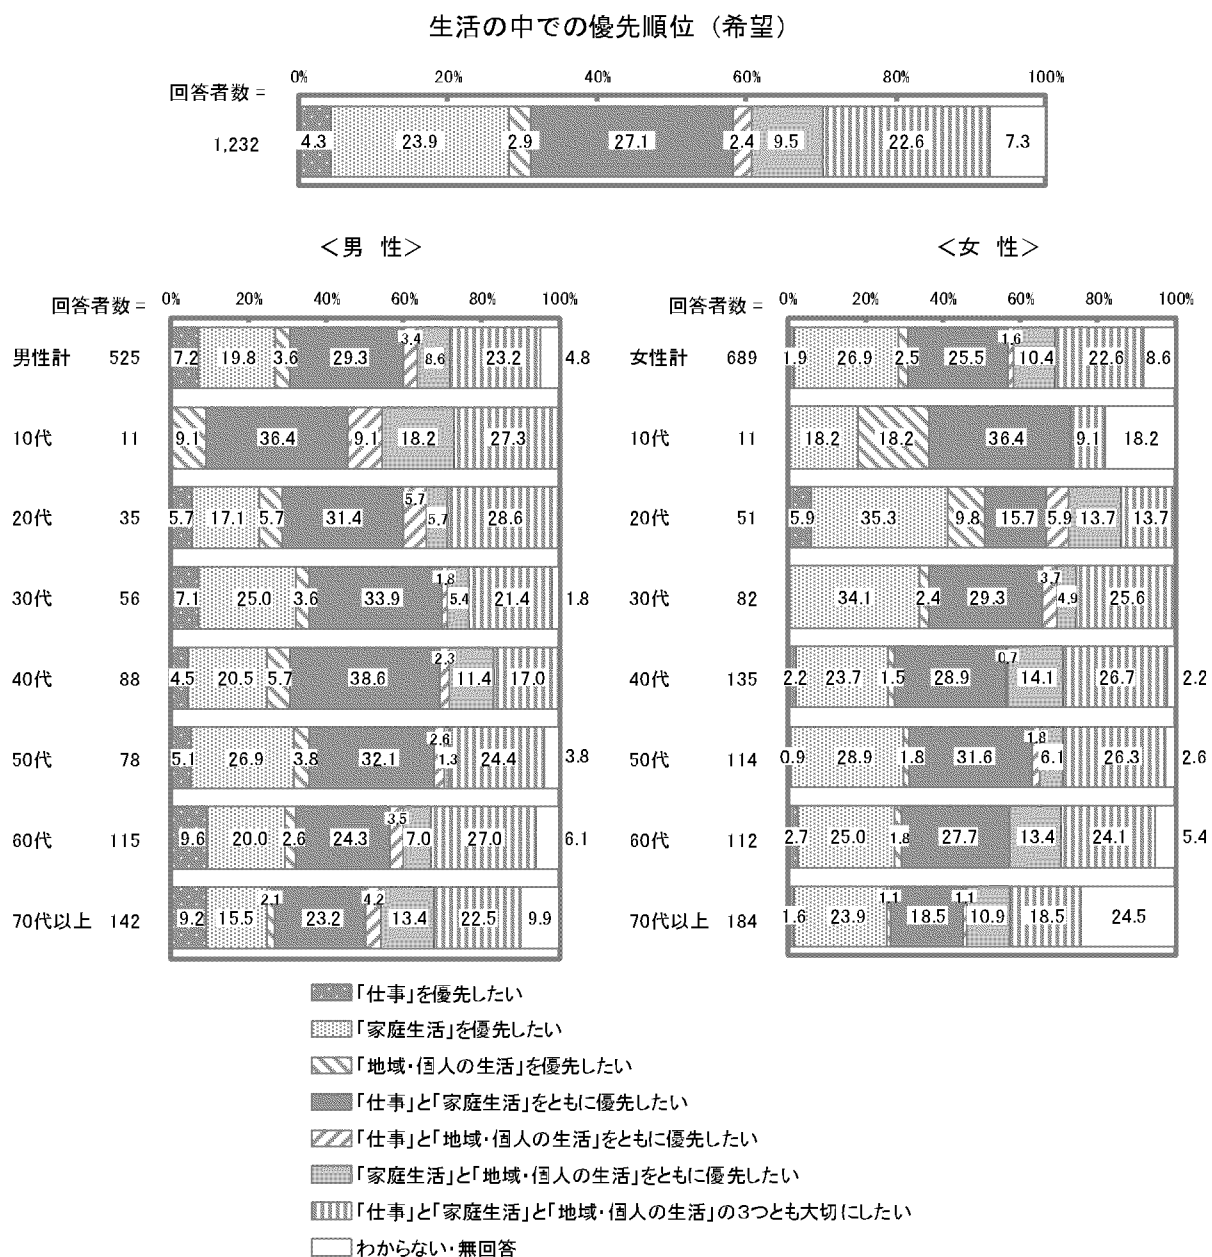 生活の中での優先順位（希望）
0% 20% 40% 60% 80% 100%
回答者数 =
1,232 4.3 23.9 2.9 27.1 2.4 9.5 22.6 7.3
＜男 性＞
回答者数 = 0% 20% 40% 60% 80% 100%
男性計 525 7.2 19.8 3.6 29.3 3.4 8.6 23.2 4.8
10代 11 9.1 36.4 9.1 18.2 27.3
20代 35 5.7 17.1 5.7 31.4 5.7 5.7 28.6
30代 56 7.1 25.0 3.6 33.9 1.8 5.4 21.4 1.8
40代 88 4.5 20.5 5.7 38.6 2.3 11.4 17.0
50代 78 5.1 26.9 3.8 32.1 2.6 1.3 24.4 3.8
60代 115 9.6 20.0 2.6 24.3 3.5 7.0 27.0 6.1
70代以上 142 9.2 15.5 2.1 23.2 4.2 13.4 22.5 9.9
＜女 性＞
回答者数 = 0% 20% 40% 60% 80% 100%
女性計 689 1.9 26.9 2.5 25.5 1.6 10.4 22.6 8.6
10代 11 18.2 18.2 36.4 9.1 18.2
20代 51 5.9 35.3 9.8 15.7 5.9 13.7 13.7
30代 82 34.1 2.4 29.3 3.7 4.9 25.6
40代 135 2.2 23.7 1.5 28.9 0.7 14.1 26.7 2.2
50代 114 0.9 28.9 1.8 31.6 1.8 6.1 26.3 2.6
60代 112 2.7 25.0 1.8 27.7 13.4 24.1 5.4
70代以上 184 1.6 23.9 1.1 18.5 1.1 10.9 18.5 24.5
「仕事」を優先したい
「家庭生活」を優先したい
「地域・個人の生活」を優先したい
「仕事」と「家庭生活」をともに優先したい
「仕事」と「地域・個人の生活」をともに優先したい
「家庭生活」と「地域・個人の生活」をともに優先したい
「仕事」と「家庭生活」と「地域・個人の生活」の3つとも大切にしたい
わからない・無回答